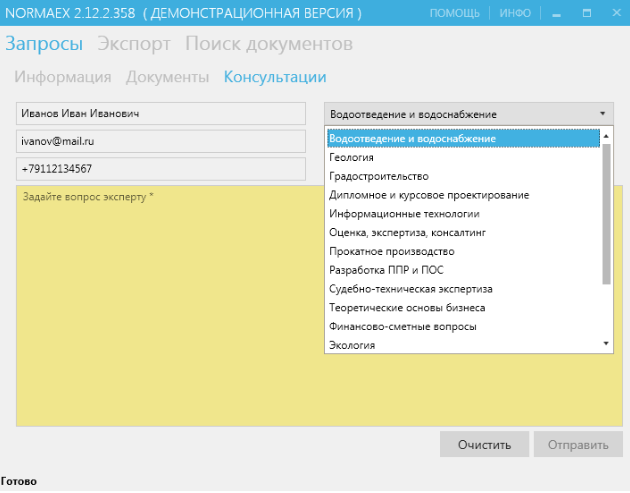 NORMAEX 2.12.2.358 ( ДЕМОНСТРАЦИОННАЯ ВЕРСИЯ ) ПОМОЩЬ ИНФО
Запросы Экспорт Поиск документов
Информация Документы Консультации
Иванов Иван Иванович
ivanov@mail.ru
+79112134567
Задайте вопрос эксперту *
Водоотведение и водоснабжение
Водоотведение и водоснабжение
Геология
Градостроительство
Дипломное и курсовое проектирование
Информационные технологии
Оценка, экспертиза, консалтинг
Прокатное производство
Разработка ППР и ПОС
Судебно-техническая экспертиза
Теоретические основы бизнеса
Финансово-сметные вопросы
Экология
Очистить Отправить
Готово